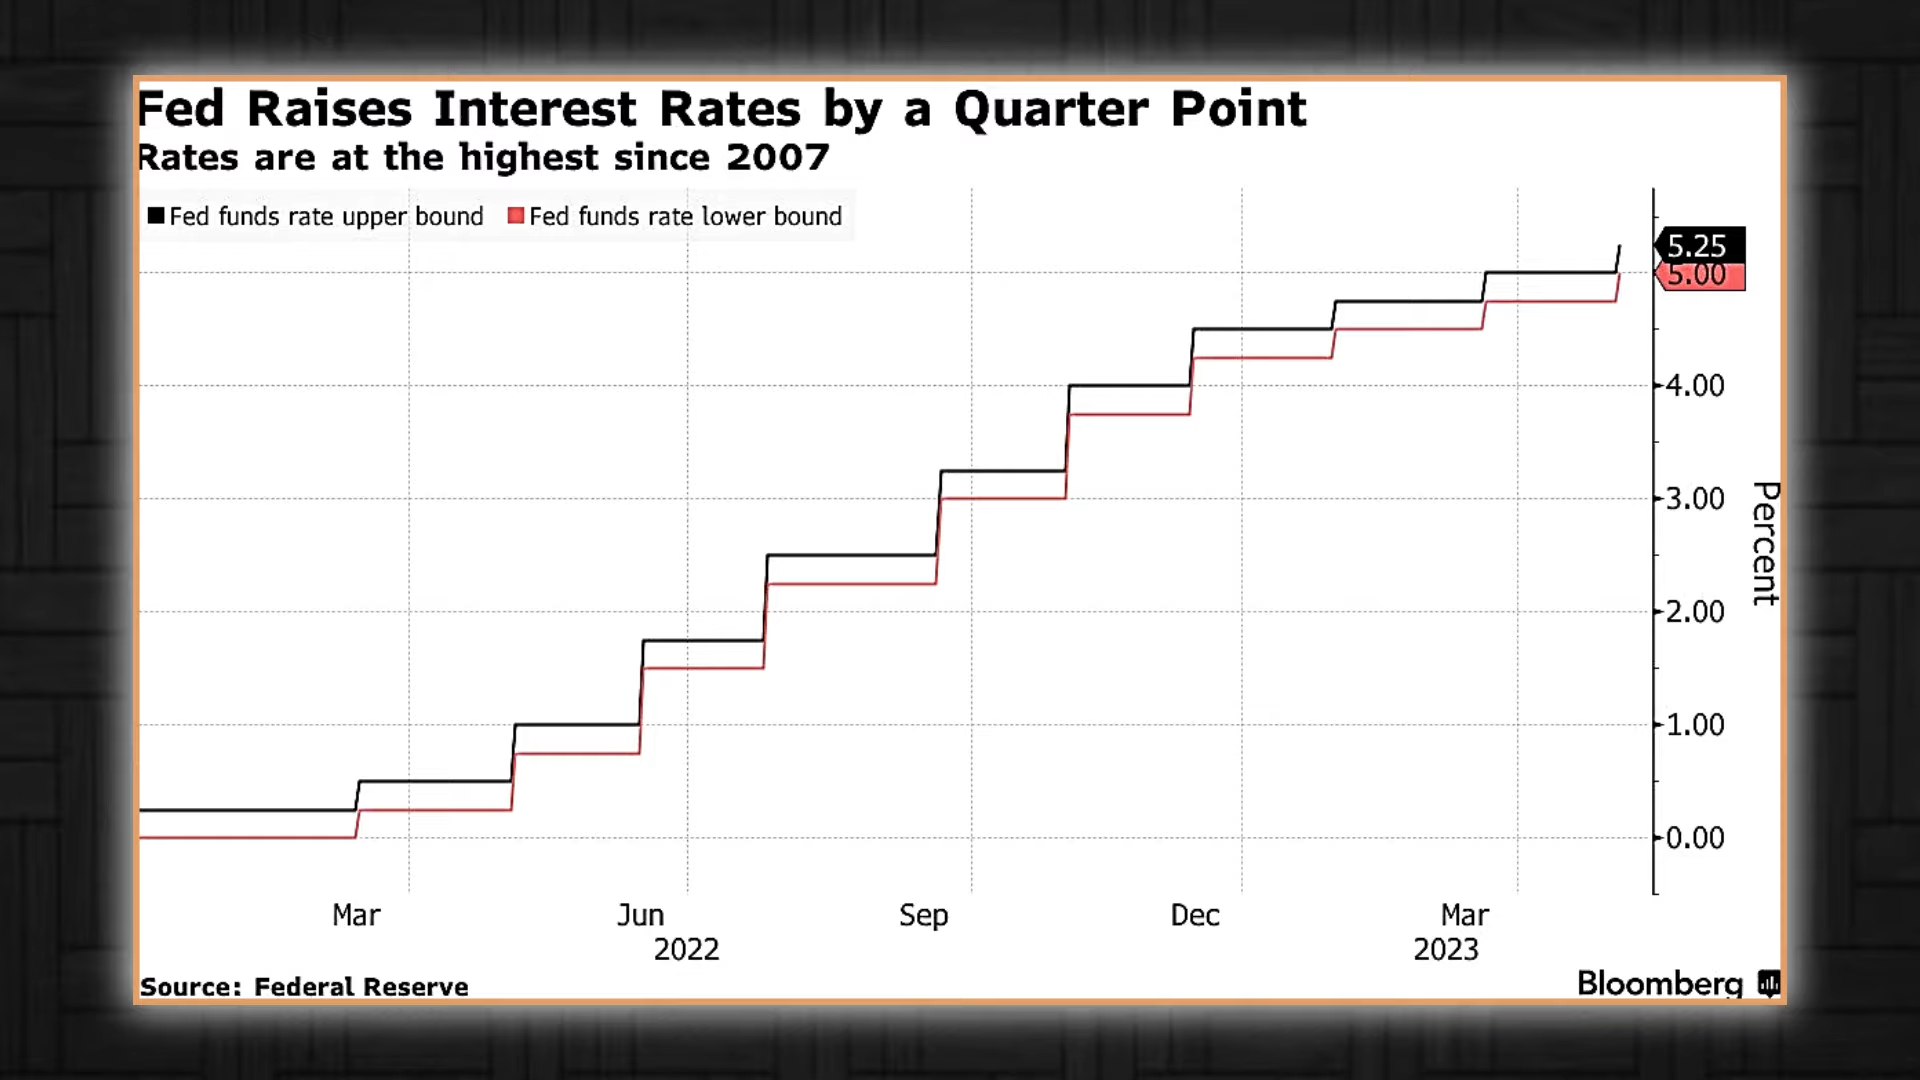 Fed Raises Interest Rates by a Quarter Point
Rates are at the highest since 2007
Fed funds rate upper bound Fed funds rate lower bound
5.25
5.00
4.00
3.00
2.00
1.00
0.00
Percent
Mar Jun Sep Dec Mar
2022 2023
Source: Federal Reserve
Bloomberg